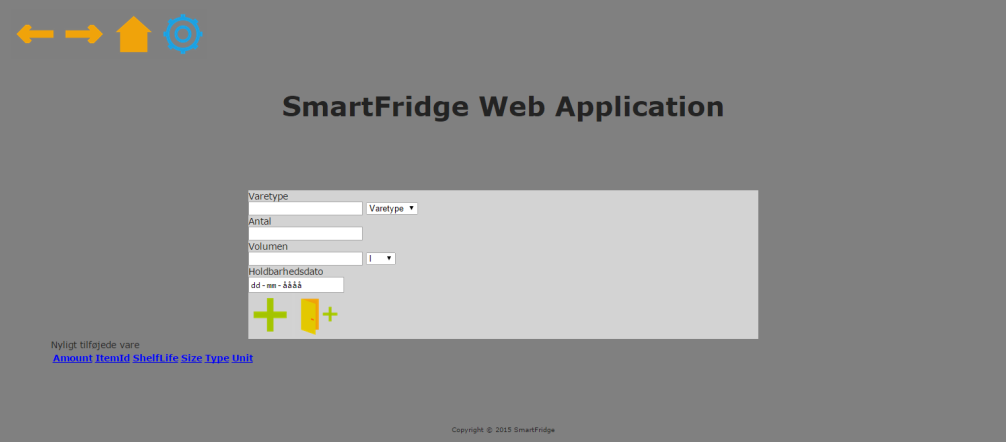 SmartFridge Web Application
Varetype
Varetype
Antal
Volumen
l
Holdbarhedsdato
dd-mm-åååå
Nyligt tilføjede vare
Amount ItemId ShelfLife Size Type Unit
Copyright © 2015 SmartFridge